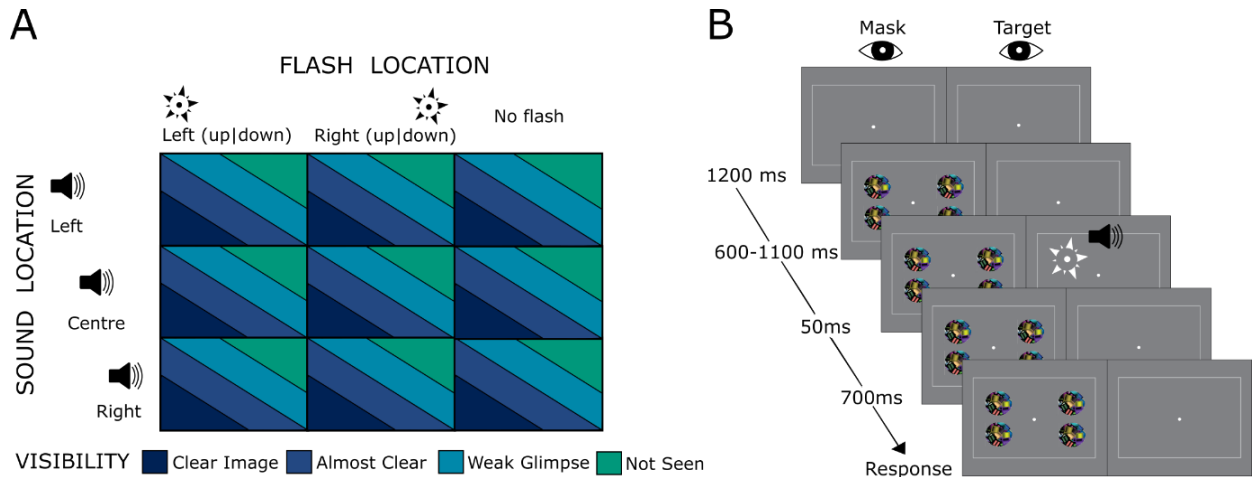 A
FLASH LOCATION
Left (up|down)
Right (up|down)
No flash
SOUND LOCATION
Left
Centre
Right
VISIBILITY
Clear Image
Almost Clear
Weak Glimpse
Not Seen
B
Mask
Target
1200 ms
600-1100 ms
50ms
700ms
Response